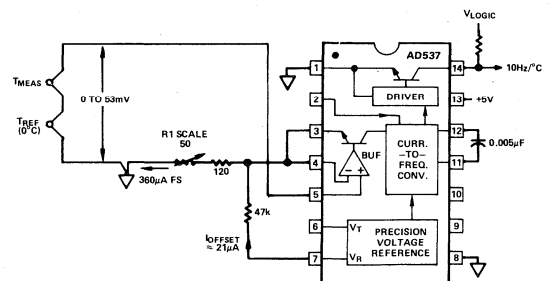 VLOGIC
AD537
1
14
10Hz/°C
DRIVER
TMEAS
0 TO 53mV
2
13
+5V
TREF
(0°C)
R1 SCALE
50
3
12
0.005μF
BUF
CURR.
–TO–
FREQ.
CONV.
4
11
360μA FS
120
– +
5
10
47k
IOFFSET
≈ 21μA
6
VT
PRECISION
VOLTAGE
REFERENCE
9
7
VR
8